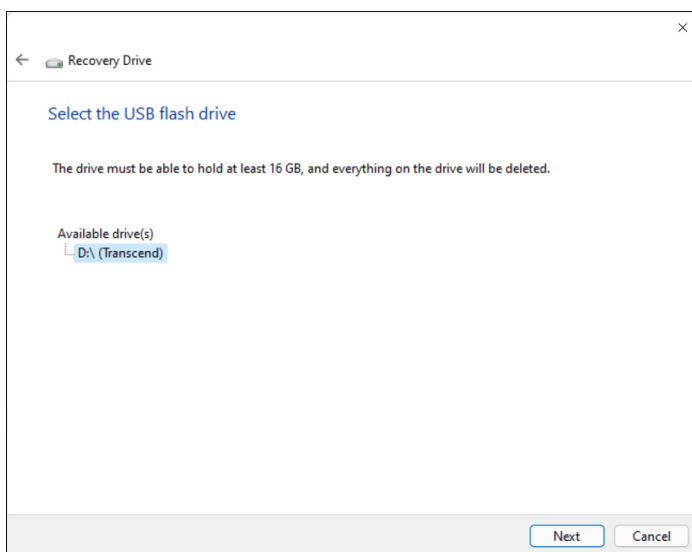 Recovery Drive
Select the USB flash drive
The drive must be able to hold at least 16 GB, and everything on the drive will be deleted.
Available drive(s)
D:\ (Transcend)
Next Cancel